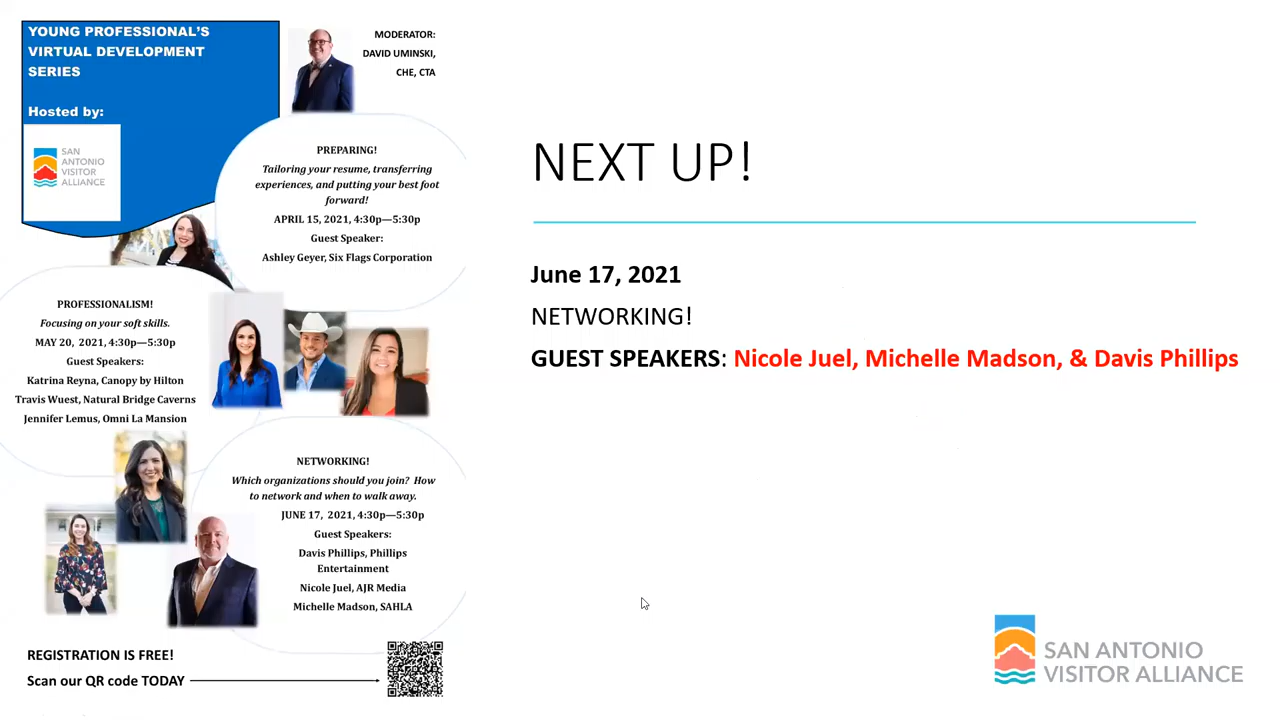 YOUNG PROFESSIONAL'S
VIRTUAL DEVELOPMENT
SERIES
Hosted by:
SAN
ANTONIO
VISITOR
ALLIANCE
MODERATOR:
DAVID UMINSKI,
CHE, CTA
PREPARING!
Tailoring your resume, transferring
experiences, and putting your best foot
forward!
APRIL 15, 2021, 4:30p—5:30p
Guest Speaker:
Ashley Geyer, Six Flags Corporation
PROFESSIONALISM!
Focusing on your soft skills.
MAY 20, 2021, 4:30p—5:30p
Guest Speakers:
Katrina Reyna, Canopy by Hilton
Travis Wuest, Natural Bridge Caverns
Jennifer Lemus, Omni La Mansion
NETWORKING!
Which organizations should you join? How
to network and when to walk away.
JUNE 17, 2021, 4:30p—5:30p
Guest Speakers:
Davis Phillips, Phillips
Entertainment
Nicole Juel, AJR Media
Michelle Madson, SAHLA
REGISTRATION IS FREE!
Scan our QR code TODAY
NEXT UP!
June 17, 2021
NETWORKING!
GUEST SPEAKERS: Nicole Juel, Michelle Madson, & Davis Phillips
SAN ANTONIO
VISITOR ALLIANCE